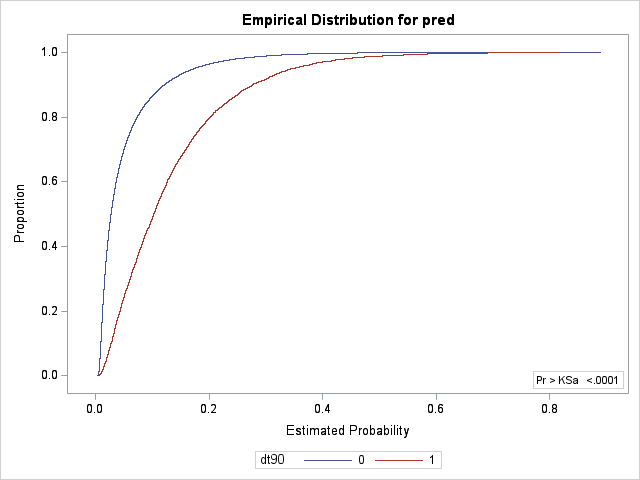 Empirical Distribution for pred
1.0
0.8
0.6
0.4
0.2
0.0
Proportion
Pr > KSa <.0001
0.0 0.2 0.4 0.6 0.8
Estimated Probability
dt90 0 1